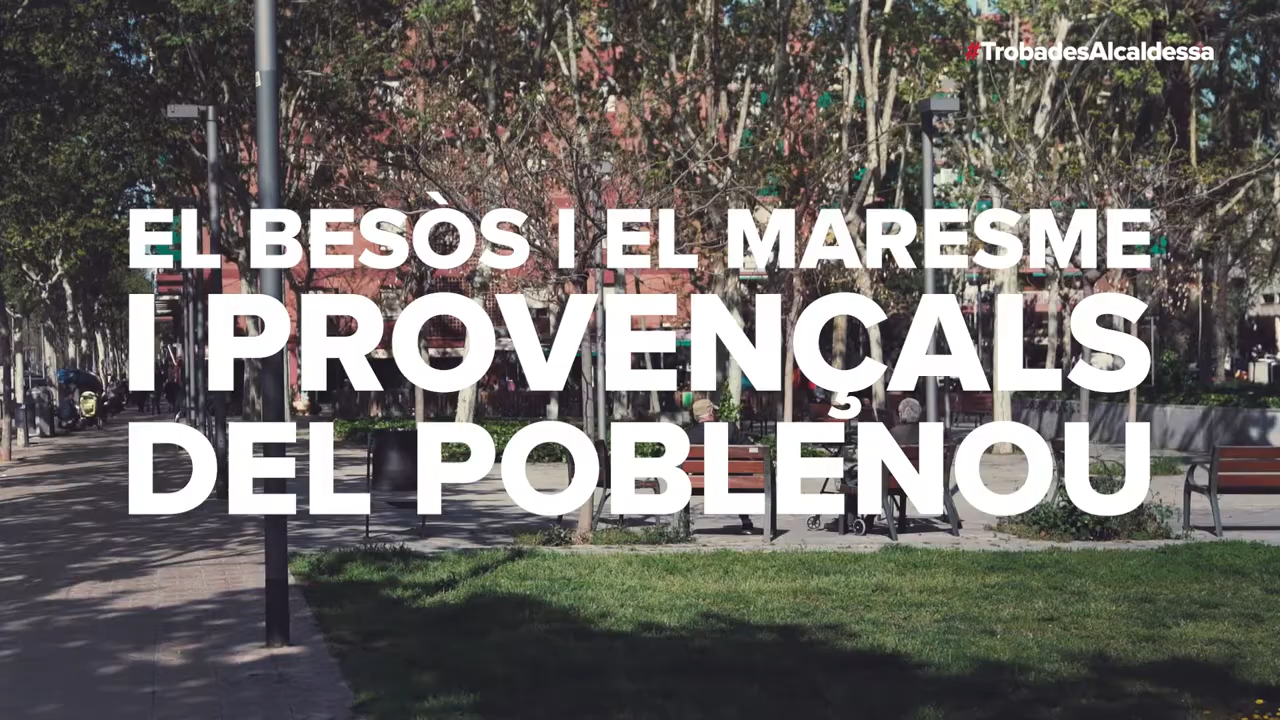 #TrobadesAlcaldessa
EL BESÒS I EL MARESME
I PROVENÇALS
DEL POBLENOU